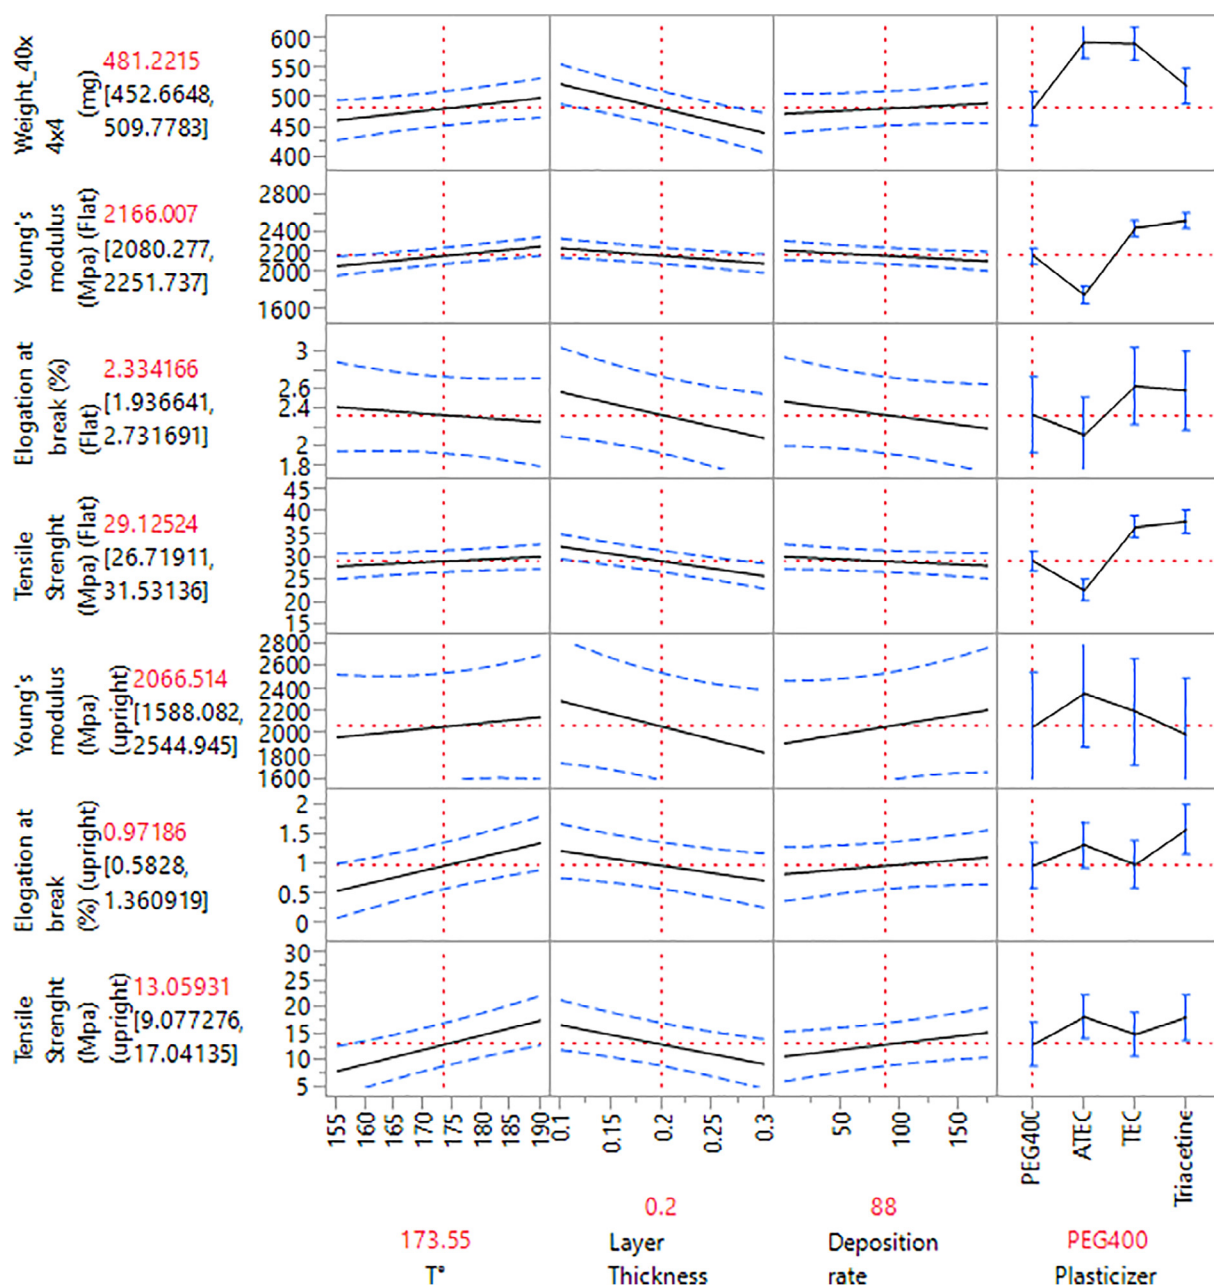 Weight_40x
4x4
(mg)
481.2215
[452.6648,
509.7783]
600
550
500
450
400
Young's
modulus
(Mpa) (Flat)
2166.007
[2080.277,
2251.737]
2800
2400
2200
2000
1600
Elogation at
break (%)
(Flat)
2.334166
[1.936641,
2.731691]
3
2.6
2.4
2
1.8
Tensile
Strenght
(Mpa) (Flat)
29.12524
[26.71911,
31.53136]
45
40
35
30
25
20
15
Young's
modulus
(Mpa)
(upright)
2066.514
[1588.082,
2544.945]
2800
2600
2400
2200
2000
1800
1600
Elogation at
break
(%) (upright)
0.97186
[0.5828,
1.360919]
2
1.5
1
0.5
0
Tensile
Strenght
(Mpa)
(upright)
13.05931
[9.077276,
17.04135]
30
25
20
15
10
5
155 160 165 170 175 180 185 190
0.1 0.15 0.2 0.25 0.3
50 100 150
PEG400 ATEC TEC Triacetine
173.55
T°
0.2
Layer
Thickness
88
Deposition
rate
PEG400
Plasticizer